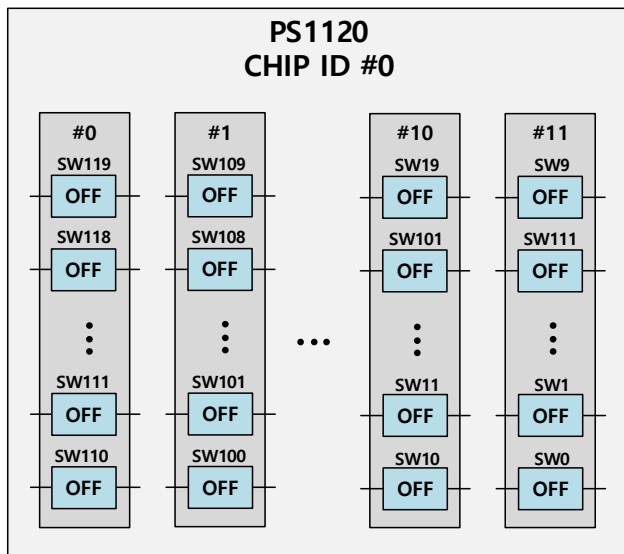 PS1120
CHIP ID #0
#0 #1 #10 #11
SW119 SW109 SW19 SW9
OFF OFF OFF OFF
SW118 SW108 SW101 SW111
OFF OFF OFF OFF
SW111 SW101 SW11 SW1
OFF OFF OFF OFF
SW110 SW100 SW10 SW0
OFF OFF OFF OFF